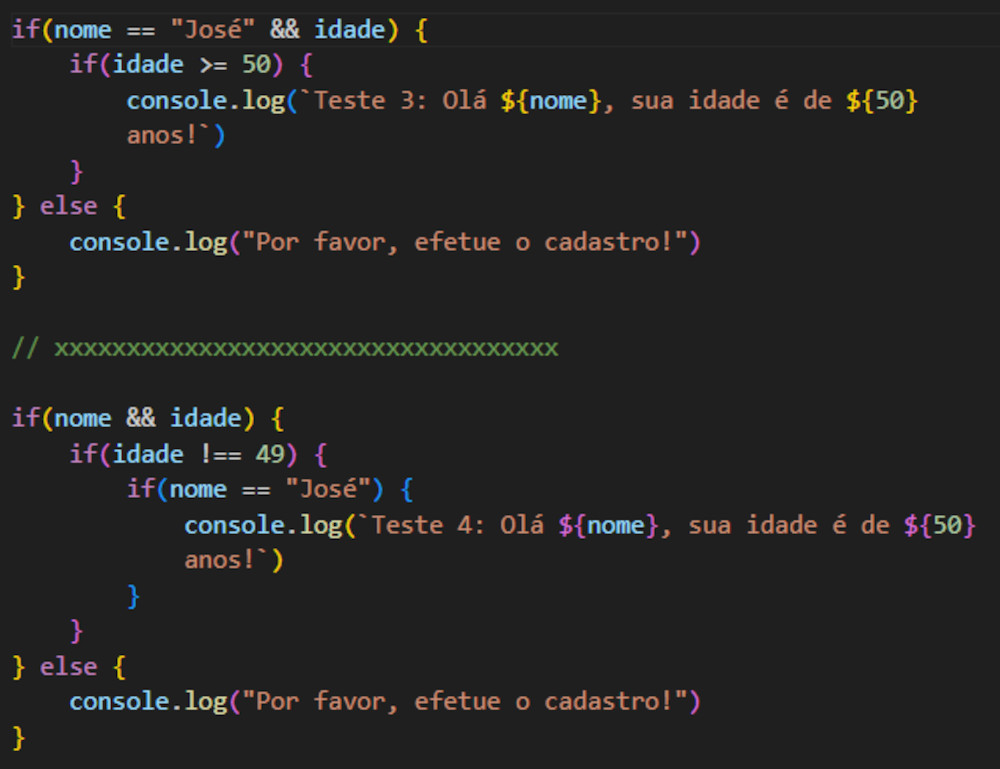 if(nome == "José" && idade) {
if(idade >= 50) {
console.log(`Teste 3: Olá ${nome}, sua idade é de ${50}
anos!`)
}
} else {
console.log("Por favor, efetue o cadastro!")
}
// xxxxxxxxxxxxxxxxxxxxxxxxxxxxxxxxxxx
if(nome && idade) {
if(idade !== 49) {
if(nome == "José") {
console.log(`Teste 4: Olá ${nome}, sua idade é de ${50}
anos!`)
}
}
} else {
console.log("Por favor, efetue o cadastro!")
}